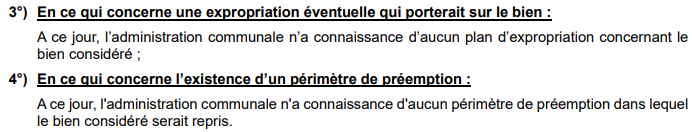 3°) En ce qui concerne une expropriation éventuelle qui porterait sur le bien :
A ce jour, l’administration communale n’a connaissance d’aucun plan d’expropriation concernant le
bien considéré ;
4°) En ce qui concerne l’existence d’un périmètre de préemption :
A ce jour, l'administration communale n'a connaissance d'aucun périmètre de préemption dans lequel
le bien considéré serait repris.